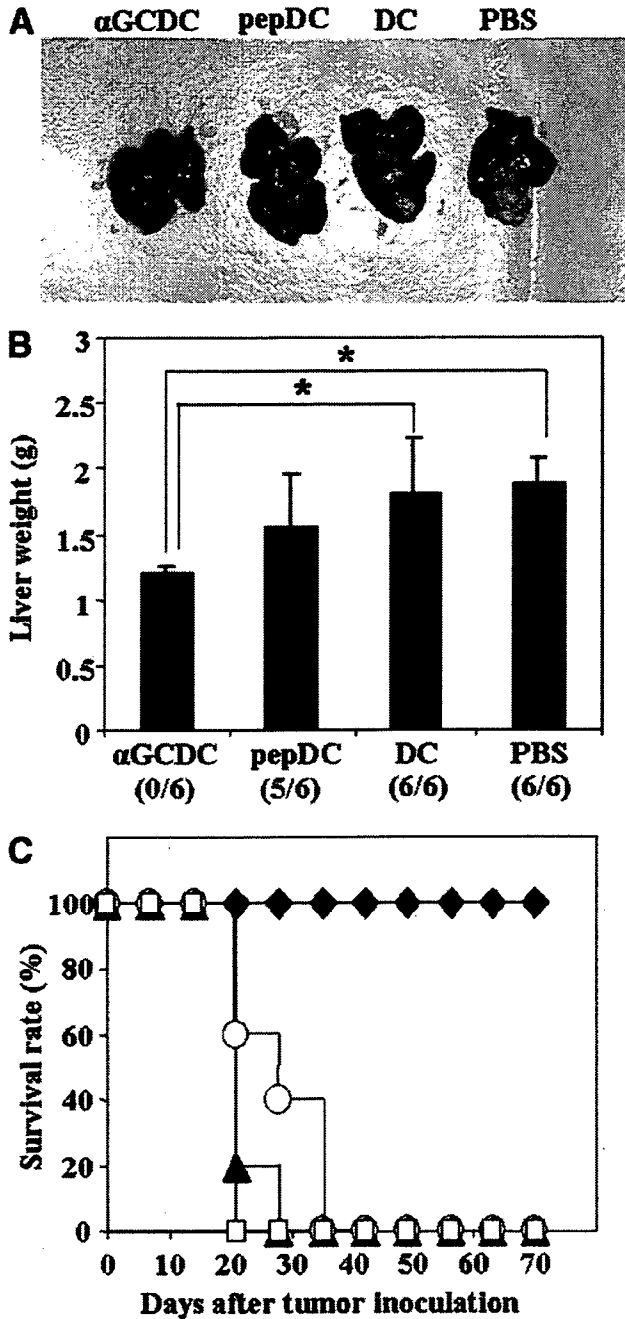 A αGCDC pepDC DC PBS
B
3
2.5
2
1.5
1
0.5
0
Liver weight (g)
*
*
αGCDC pepDC DC PBS
(0/6) (5/6) (6/6) (6/6)
C
100
80
60
40
20
0
Survival rate (%)
0 10 20 30 40 50 60 70
Days after tumor inoculation